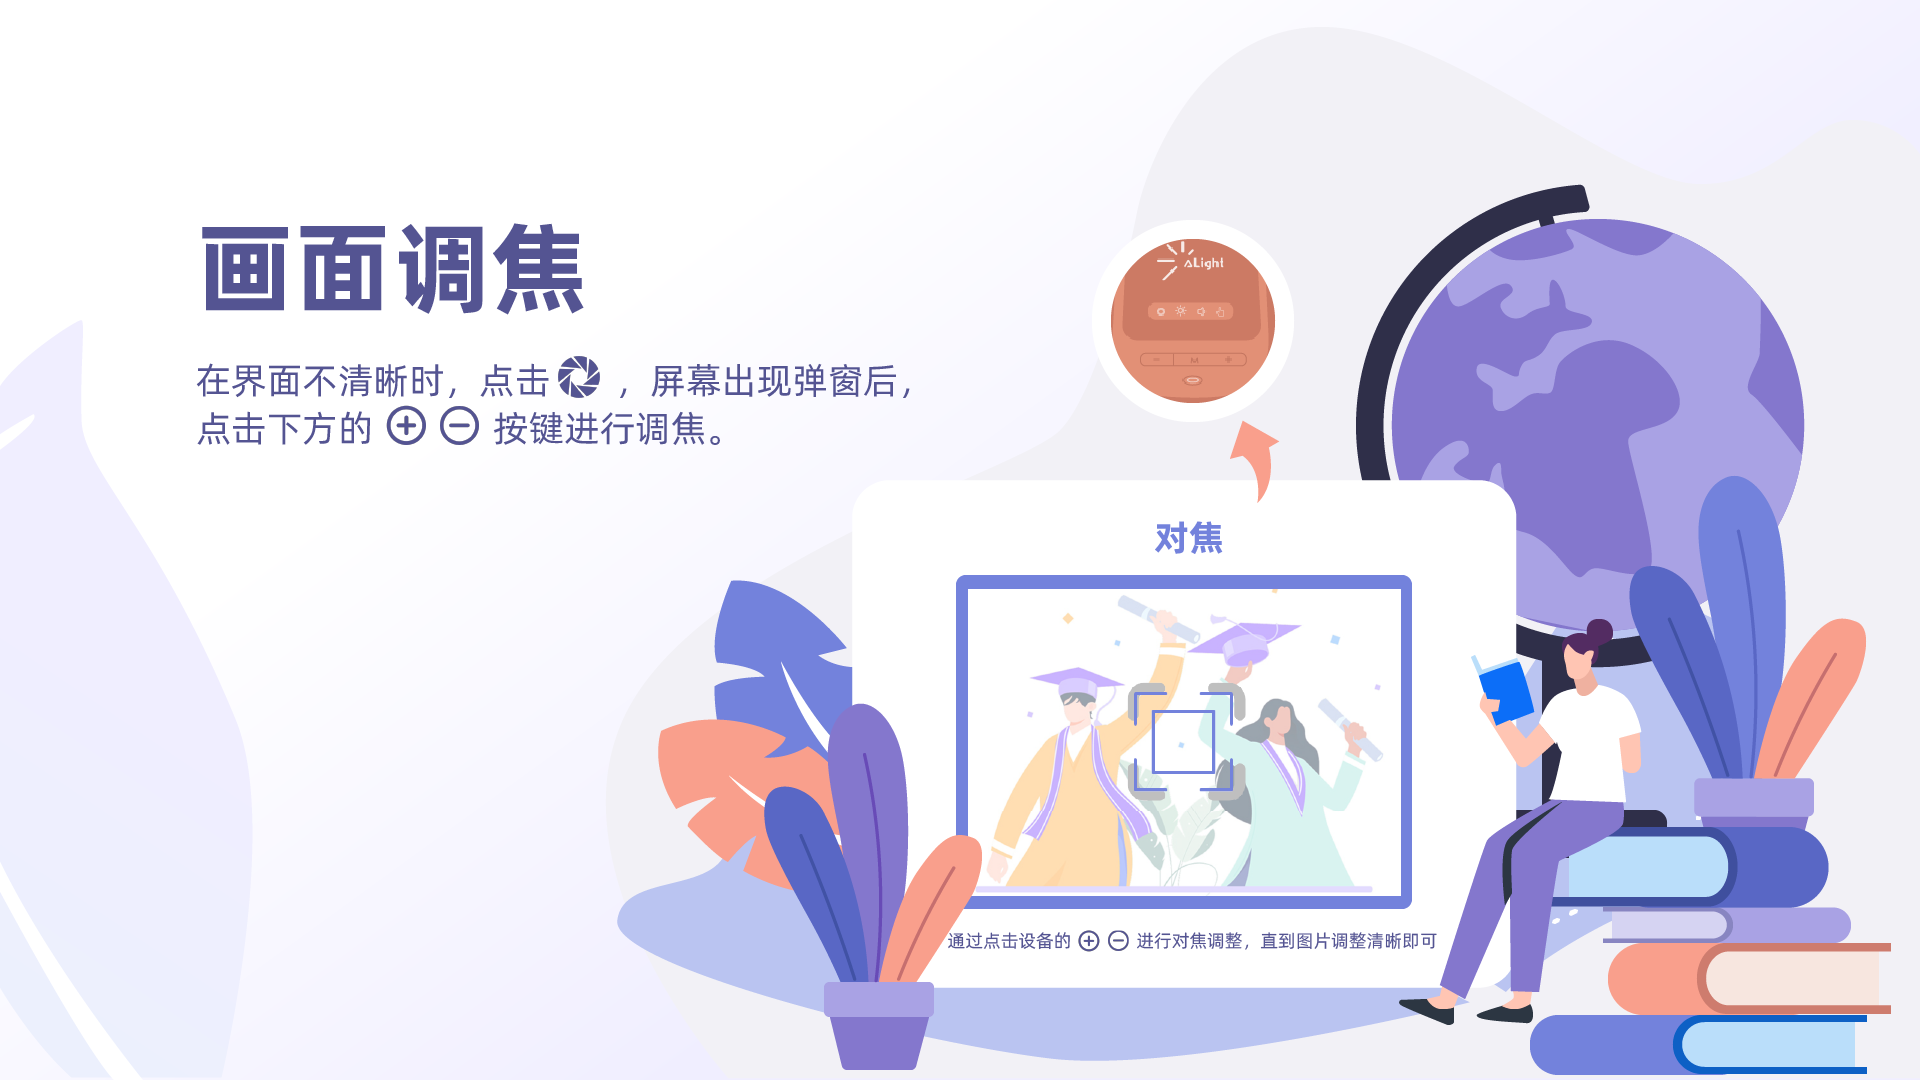 画面调焦
在界面不清晰时，点击 ，屏幕出现弹窗后，
点击下方的 ⊕ ⊖ 按键进行调焦。
aLight
− M +
对焦
通过点击设备的 ⊕ ⊖ 进行对焦调整，直到图片调整清晰即可